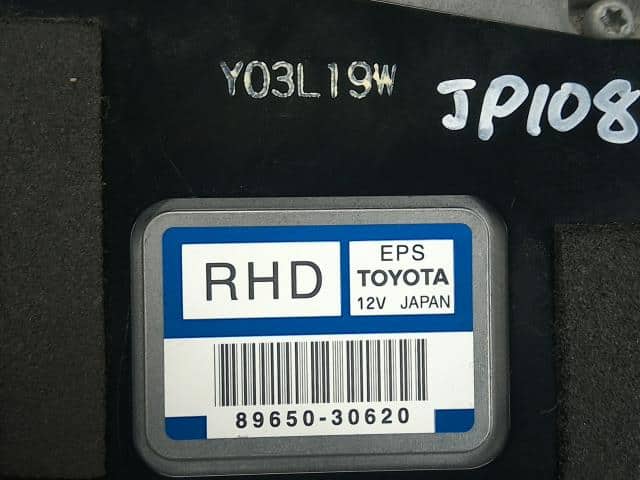 Y03L19W
JP108
RHD
EPS
TOYOTA
12V JAPAN
89650-30620